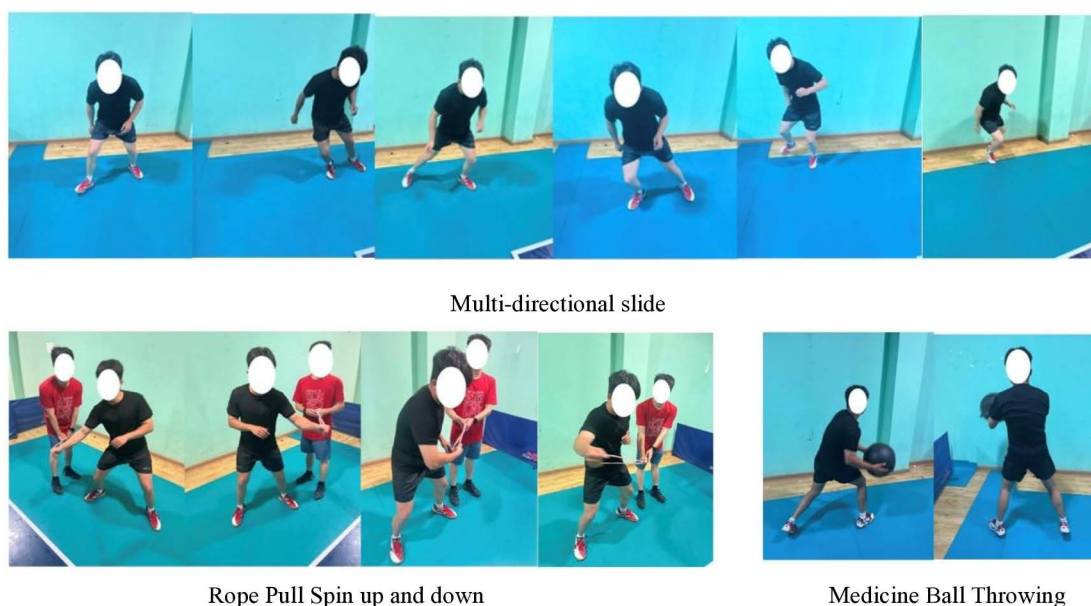 Multi-directional slide
Rope Pull Spin up and down
Medicine Ball Throwing